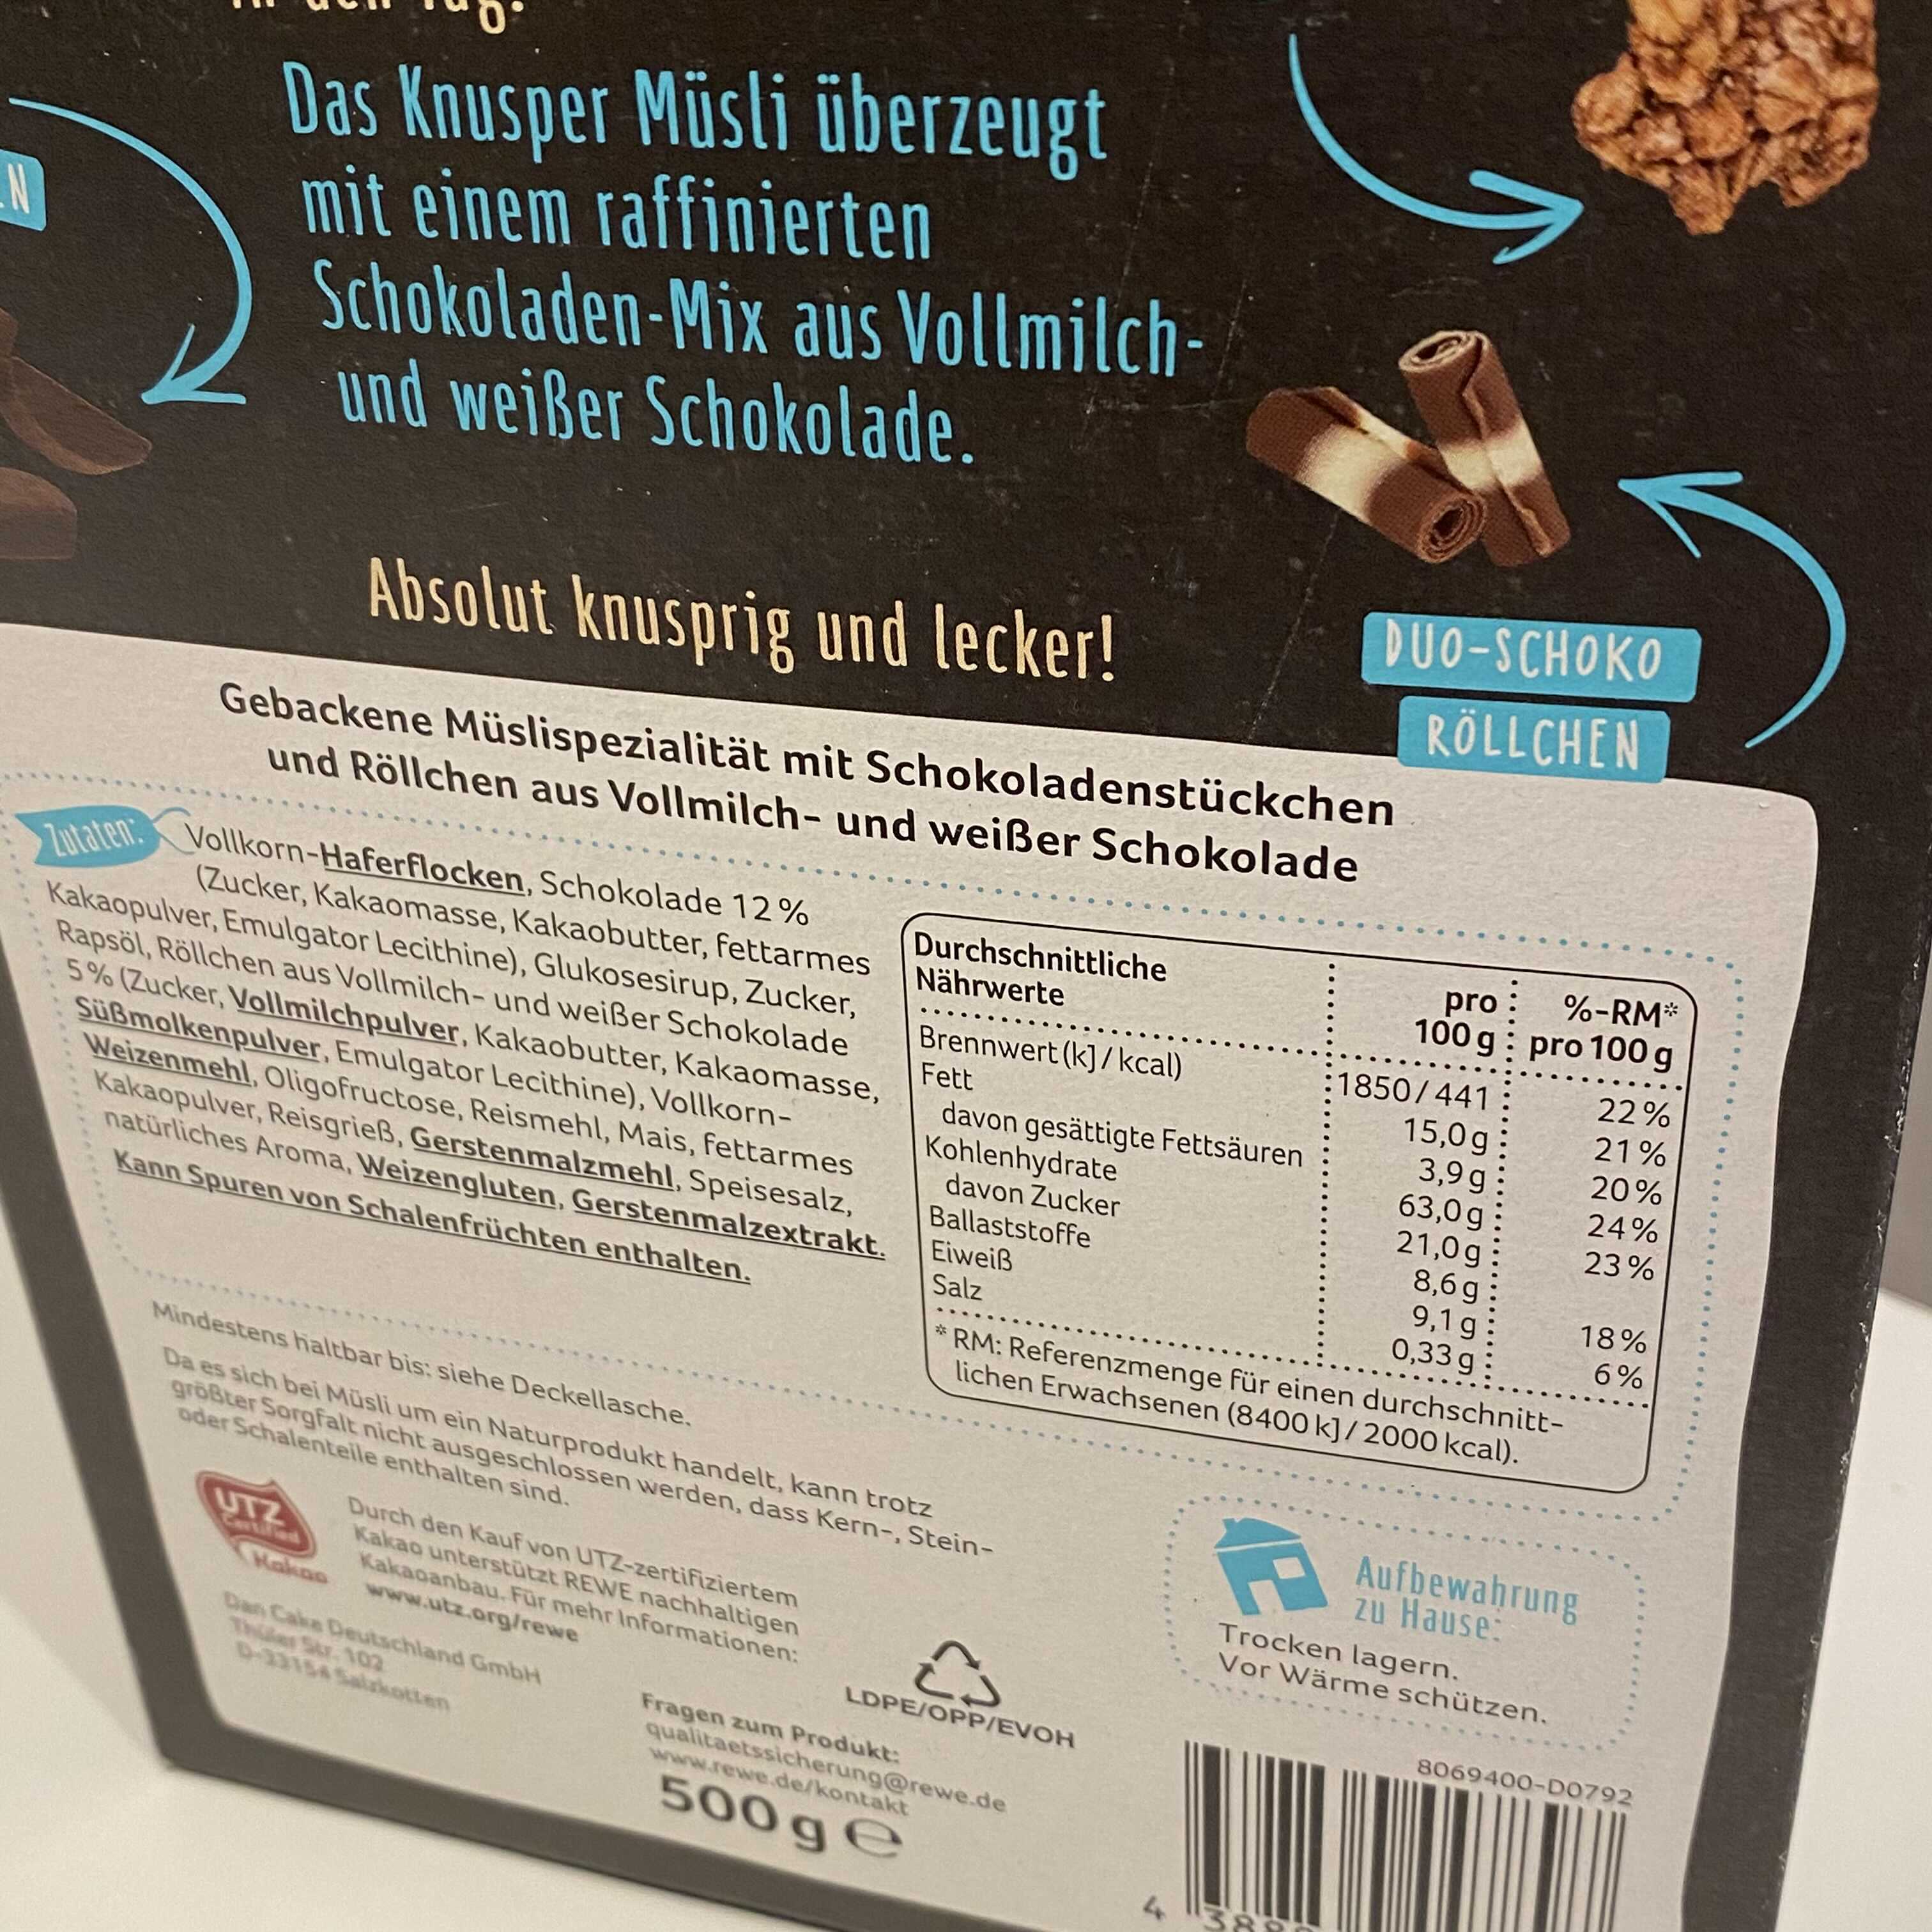 in den Tag.
Das Knusper Müsli überzeugt
mit einem raffinierten
Schokoladen-Mix aus Vollmilch-
und weißer Schokolade.
Absolut knusprig und lecker!
DUO-SCHOKO
RÖLLCHEN
Gebackene Müslispezialität mit Schokoladenstückchen
und Röllchen aus Vollmilch- und weißer Schokolade
Zutaten: Vollkorn-Haferflocken, Schokolade 12 %
(Zucker, Kakaomasse, Kakaobutter, fettarmes
Kakaopulver, Emulgator Lecithine), Glukosesirup, Zucker,
Rapsöl, Röllchen aus Vollmilch- und weißer Schokolade
5 % (Zucker, Vollmilchpulver, Kakaobutter, Kakaomasse,
Süßmolkenpulver, Emulgator Lecithine), Vollkorn-
Weizenmehl, Oligofructose, Reismehl, Mais, fettarmes
Kakaopulver, Reisgrieß, Gerstenmalzmehl, Speisesalz,
natürliches Aroma, Weizengluten, Gerstenmalzextrakt.
Kann Spuren von Schalenfrüchten enthalten.
Durchschnittliche
Nährwerte
pro %-RM*
100 g pro 100 g
Brennwert (kJ / kcal) 1850 / 441 22 %
Fett 15,0 g 21 %
davon gesättigte Fettsäuren 3,9 g 20 %
Kohlenhydrate 63,0 g 24 %
davon Zucker 21,0 g 23 %
Ballaststoffe 8,6 g
Eiweiß 9,1 g 18 %
Salz 0,33 g 6 %
* RM: Referenzmenge für einen durchschnitt-
lichen Erwachsenen (8400 kJ / 2000 kcal).
Mindestens haltbar bis: siehe Deckellasche.
Da es sich bei Müsli um ein Naturprodukt handelt, kann trotz
größter Sorgfalt nicht ausgeschlossen werden, dass Kern-, Stein-
oder Schalenteile enthalten sind.
UTZ
Certified
Kakao
Durch den Kauf von UTZ-zertifiziertem
Kakao unterstützt REWE nachhaltigen
Kakaoanbau. Für mehr Informationen:
www.utz.org/rewe
Dan Cake Deutschland GmbH
Thüler Str. 102
D-33154 Salzkotten
LDPE/OPP/EVOH
Fragen zum Produkt:
qualitaetssicherung@rewe.de
www.rewe.de/kontakt
500 g e
Aufbewahrung
zu Hause:
Trocken lagern.
Vor Wärme schützen.
8069400-D0792